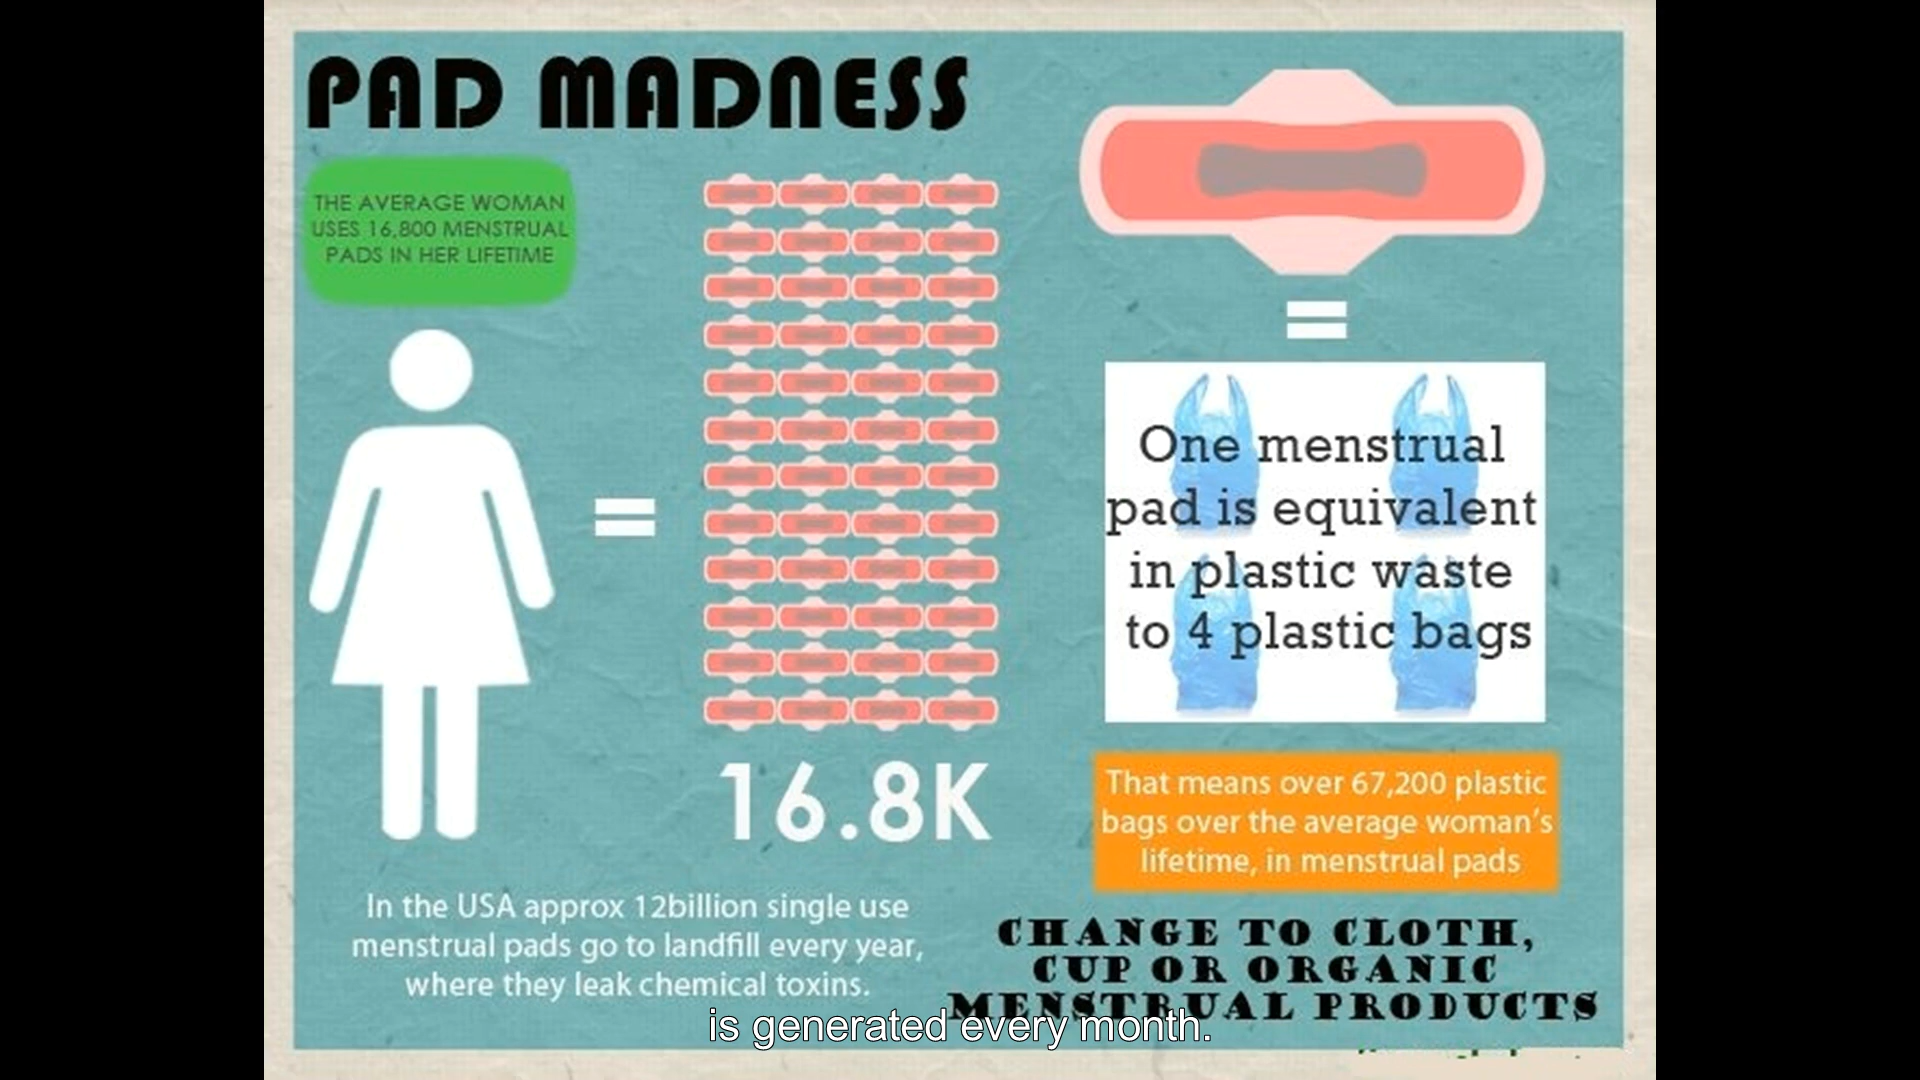 PAD MADNESS
THE AVERAGE WOMAN
USES 16,800 MENSTRUAL
PADS IN HER LIFETIME
16.8K
In the USA approx 12billion single use
menstrual pads go to landfill every year,
where they leak chemical toxins.
One menstrual
pad is equivalent
in plastic waste
to 4 plastic bags
That means over 67,200 plastic
bags over the average woman's
lifetime, in menstrual pads
CHANGE TO CLOTH,
CUP OR ORGANIC
MENSTRUAL PRODUCTS
is generated every month.